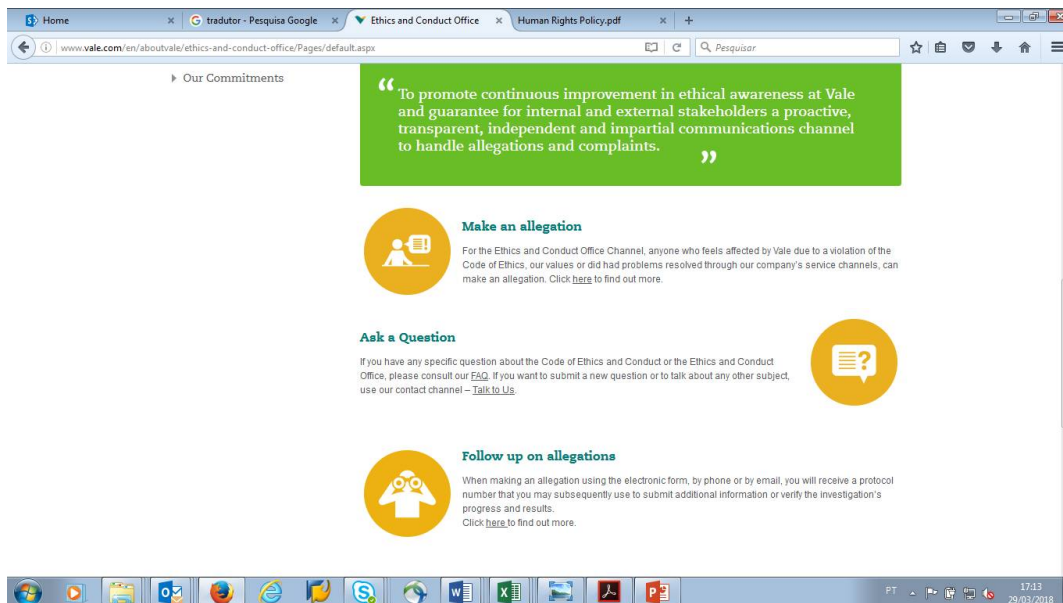 Home
tradutor - Pesquisa Google
Ethics and Conduct Office
Human Rights Policy.pdf
www.vale.com/en/aboutvale/ethics-and-conduct-office/Pages/default.aspx
Pesquisar
Our Commitments
“ To promote continuous improvement in ethical awareness at Vale
and guarantee for internal and external stakeholders a proactive,
transparent, independent and impartial communications channel
to handle allegations and complaints. ”
Make an allegation
For the Ethics and Conduct Office Channel, anyone who feels affected by Vale due to a violation of the
Code of Ethics, our values or did had problems resolved through our company's service channels, can
make an allegation. Click here to find out more.
Ask a Question
If you have any specific question about the Code of Ethics and Conduct or the Ethics and Conduct
Office, please consult our FAQ. If you want to submit a new question or to talk about any other subject,
use our contact channel – Talk to Us.
Follow up on allegations
When making an allegation using the electronic form, by phone or by email, you will receive a protocol
number that you may subsequently use to submit additional information or verify the investigation's
progress and results.
Click here to find out more.
PT
17:13
29/03/2018